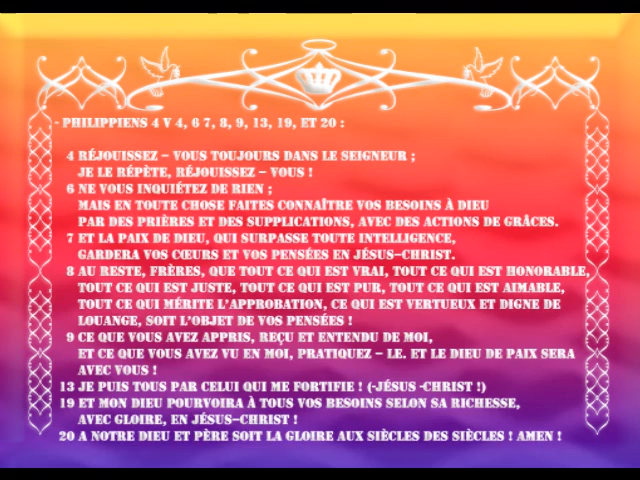 - PHILIPPIENS 4 V 4, 6 7, 8, 9, 13, 19, ET 20 :
4 RÉJOUISSEZ – VOUS TOUJOURS DANS LE SEIGNEUR ;
JE LE RÉPÈTE, RÉJOUISSEZ – VOUS !
6 NE VOUS INQUIÉTEZ DE RIEN ;
MAIS EN TOUTE CHOSE FAITES CONNAÎTRE VOS BESOINS À DIEU
PAR DES PRIÈRES ET DES SUPPLICATIONS, AVEC DES ACTIONS DE GRÂCES.
7 ET LA PAIX DE DIEU, QUI SURPASSE TOUTE INTELLIGENCE,
GARDERA VOS CŒURS ET VOS PENSÉES EN JÉSUS–CHRIST.
8 AU RESTE, FRÈRES, QUE TOUT CE QUI EST VRAI, TOUT CE QUI EST HONORABLE,
TOUT CE QUI EST JUSTE, TOUT CE QUI EST PUR, TOUT CE QUI EST AIMABLE,
TOUT CE QUI MÉRITE L'APPROBATION, CE QUI EST VERTUEUX ET DIGNE DE
LOUANGE, SOIT L'OBJET DE VOS PENSÉES !
9 CE QUE VOUS AVEZ APPRIS, REÇU ET ENTENDU DE MOI,
ET CE QUE VOUS AVEZ VU EN MOI, PRATIQUEZ – LE. ET LE DIEU DE PAIX SERA
AVEC VOUS !
13 JE PUIS TOUS PAR CELUI QUI ME FORTIFIE ! (-JÉSUS -CHRIST !)
19 ET MON DIEU POURVOIRA À TOUS VOS BESOINS SELON SA RICHESSE,
AVEC GLOIRE, EN JÉSUS–CHRIST !
20 A NOTRE DIEU ET PÈRE SOIT LA GLOIRE AUX SIÈCLES DES SIÈCLES ! AMEN !